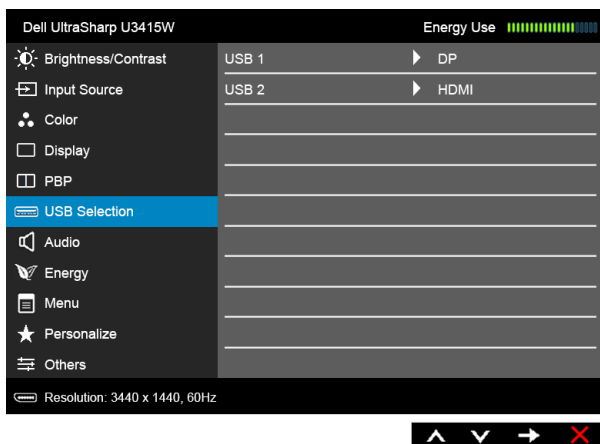 Dell UltraSharp U3415W Energy Use
Brightness/Contrast USB 1 DP
Input Source USB 2 HDMI
Color
Display
PBP
USB Selection
Audio
Energy
Menu
Personalize
Others
Resolution: 3440 x 1440, 60Hz